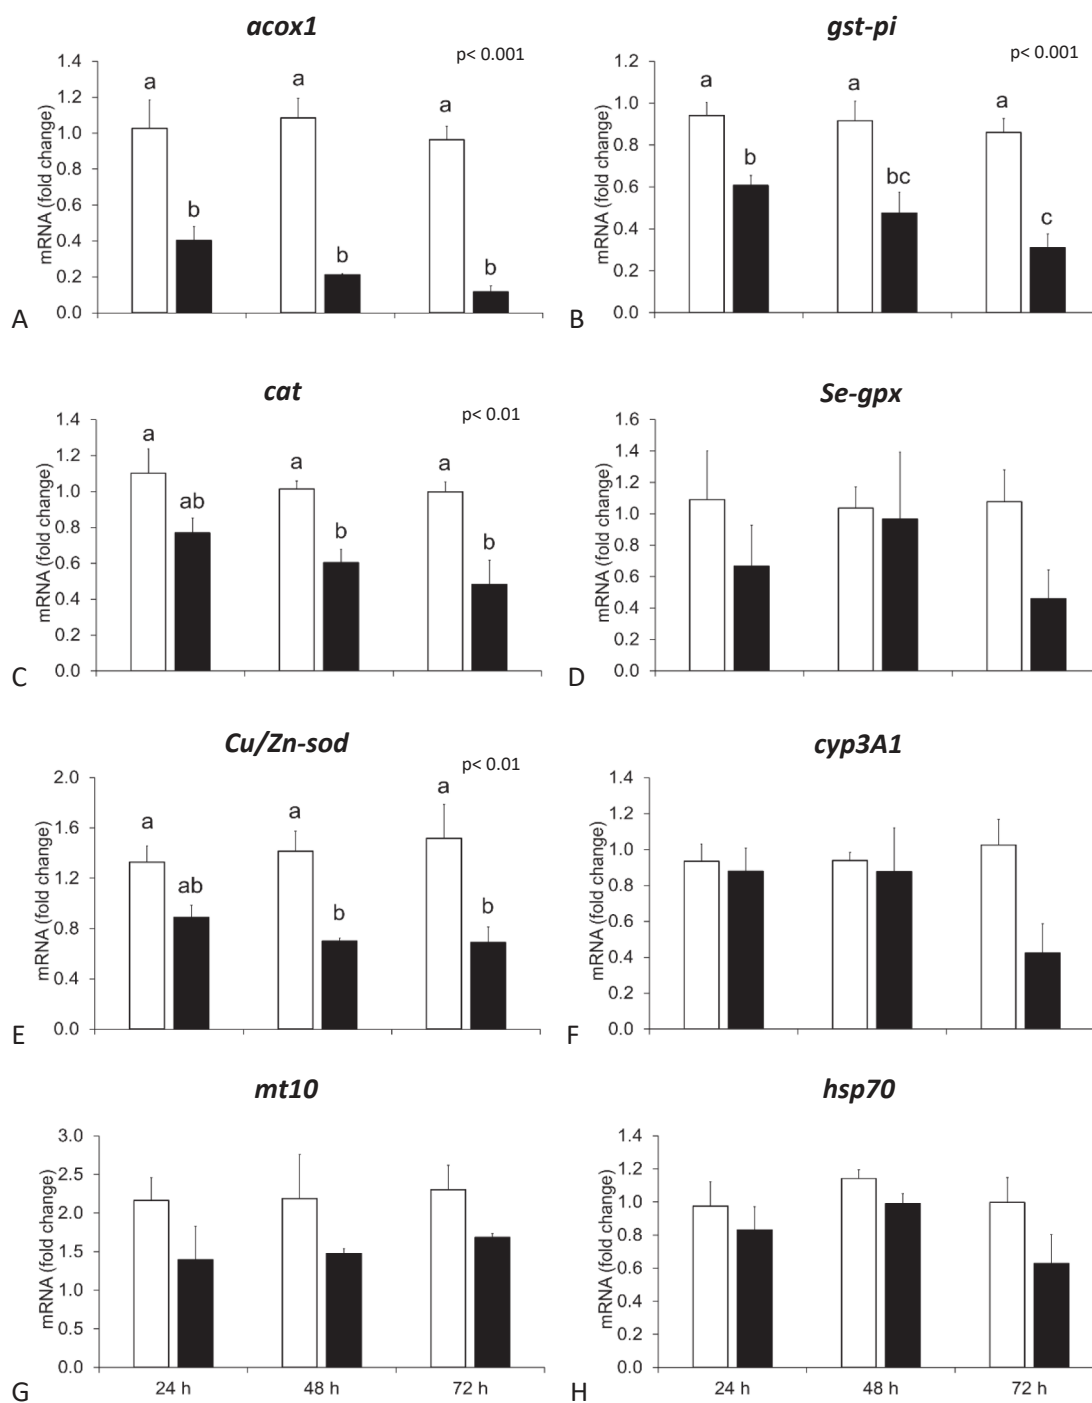 acox1
p< 0.001
mRNA (fold change)
1.4
1.2
1.0
0.8
0.6
0.4
0.2
0.0
a
b
a
b
a
b
A
gst-pi
p< 0.001
mRNA (fold change)
1.2
1.0
0.8
0.6
0.4
0.2
0.0
a
b
a
bc
a
c
B
cat
p< 0.01
mRNA (fold change)
1.4
1.2
1.0
0.8
0.6
0.4
0.2
0.0
a
ab
a
b
a
b
C
Se-gpx
mRNA (fold change)
1.6
1.4
1.2
1.0
0.8
0.6
0.4
0.2
0.0
D
Cu/Zn-sod
p< 0.01
mRNA (fold change)
2.0
1.6
1.2
0.8
0.4
0.0
a
ab
a
b
a
b
E
cyp3A1
mRNA (fold change)
1.4
1.2
1.0
0.8
0.6
0.4
0.2
0.0
F
mt10
mRNA (fold change)
3.0
2.5
2.0
1.5
1.0
0.5
0.0
24 h
48 h
72 h
G
hsp70
mRNA (fold change)
1.4
1.2
1.0
0.8
0.6
0.4
0.2
0.0
24 h
48 h
72 h
H